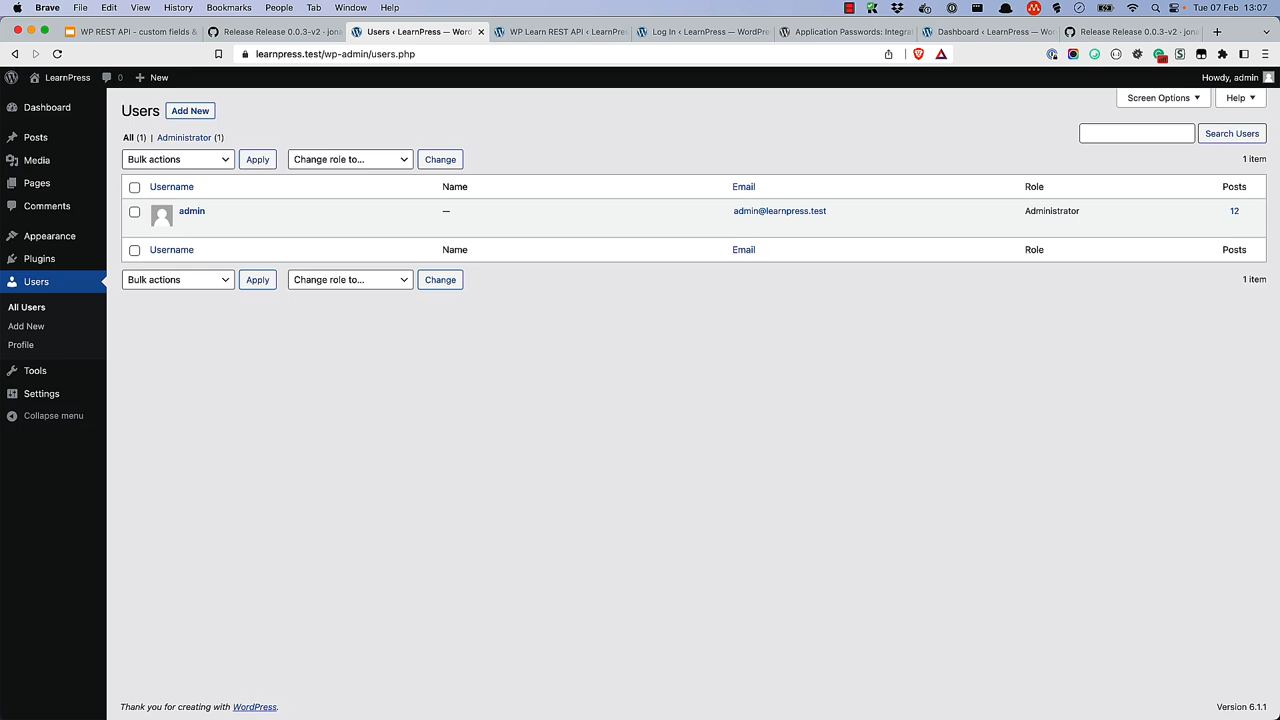 Brave File Edit View History Bookmarks People Tab Window Help Tue 07 Feb 13:07
WP REST API - custom fields & Release Release 0.0.3-v2 · jona Users ‹ LearnPress — Word WP Learn REST API ‹ LearnPres Log In ‹ LearnPress — WordPre Application Passwords: Integrat Dashboard ‹ LearnPress — Wo Release Release 0.0.3-v2 · jona
learnpress.test/wp-admin/users.php
LearnPress 0 New Howdy, admin
Screen Options Help
Dashboard
Posts
Media
Pages
Comments
Appearance
Plugins
Users
All Users
Add New
Profile
Tools
Settings
Collapse menu
Users Add New
All (1) | Administrator (1)
Search Users
Bulk actions Apply Change role to... Change 1 item
Username Name Email Role Posts
admin — admin@learnpress.test Administrator 12
Username Name Email Role Posts
Bulk actions Apply Change role to... Change 1 item
Thank you for creating with WordPress. Version 6.1.1